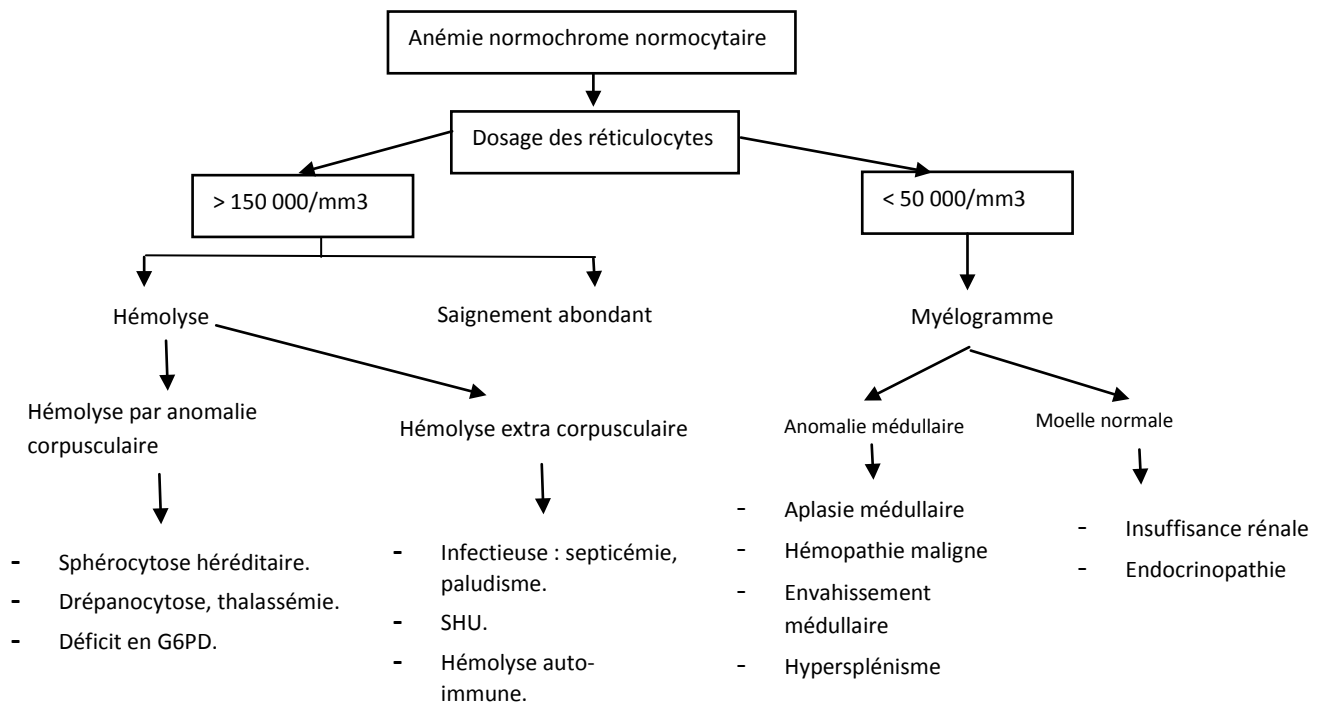 Anémie normochrome normocytaire
Dosage des réticulocytes
> 150 000/mm3
< 50 000/mm3
Hémolyse
Saignement abondant
Myélogramme
Hémolyse par anomalie
corpusculaire
Hémolyse extra corpusculaire
Anomalie médullaire
Moelle normale
- Sphérocytose héréditaire.
- Drépanocytose, thalassémie.
- Déficit en G6PD.
- Infectieuse : septicémie,
paludisme.
- SHU.
- Hémolyse auto-
immune.
- Aplasie médullaire
- Hémopathie maligne
- Envahissement
médullaire
- Hypersplénisme
- Insuffisance rénale
- Endocrinopathie